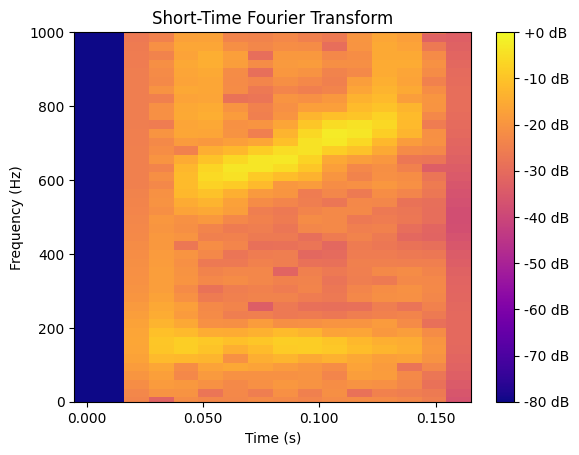 Short-Time Fourier Transform
1000
800
600
400
200
0
Frequency (Hz)
0.000
0.050
0.100
0.150
Time (s)
+0 dB
-10 dB
-20 dB
-30 dB
-40 dB
-50 dB
-60 dB
-70 dB
-80 dB